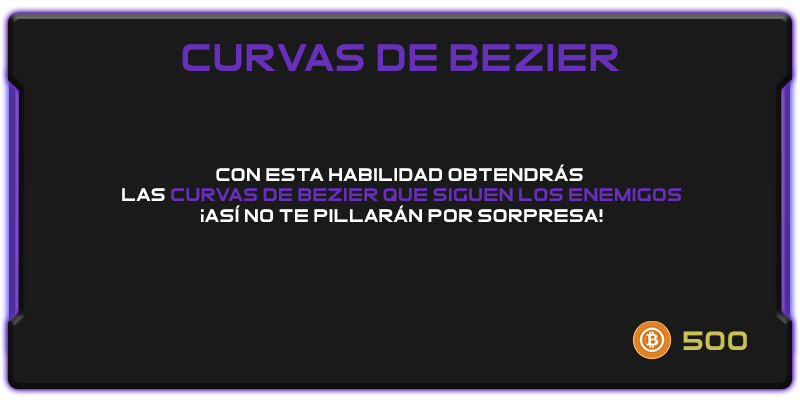 CURVAS DE BEZIER
CON ESTA HABILIDAD OBTENDRÁS
LAS CURVAS DE BEZIER QUE SIGUEN LOS ENEMIGOS
¡ASÍ NO TE PILLARÁN POR SORPRESA!
500